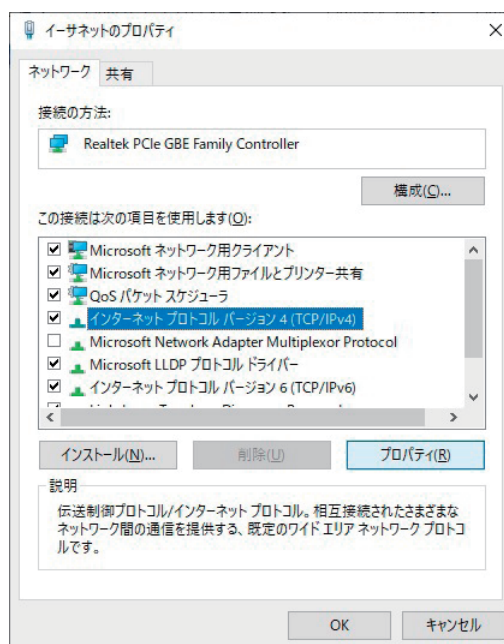 イーサネットのプロパティ
ネットワーク 共有
接続の方法:
Realtek PCIe GBE Family Controller
構成(C)...
この接続は次の項目を使用します(O):
Microsoft ネットワーク用クライアント
Microsoft ネットワーク用ファイルとプリンター共有
QoS パケット スケジューラ
インターネット プロトコル バージョン 4 (TCP/IPv4)
Microsoft Network Adapter Multiplexor Protocol
Microsoft LLDP プロトコル ドライバー
インターネット プロトコル バージョン 6 (TCP/IPv6)
インストール(N)... 削除(U) プロパティ(R)
説明
伝送制御プロトコル/インターネット プロトコル。相互接続されたさまざまな
ネットワーク間の通信を提供する、既定のワイド エリア ネットワーク プロトコ
ルです。
OK キャンセル